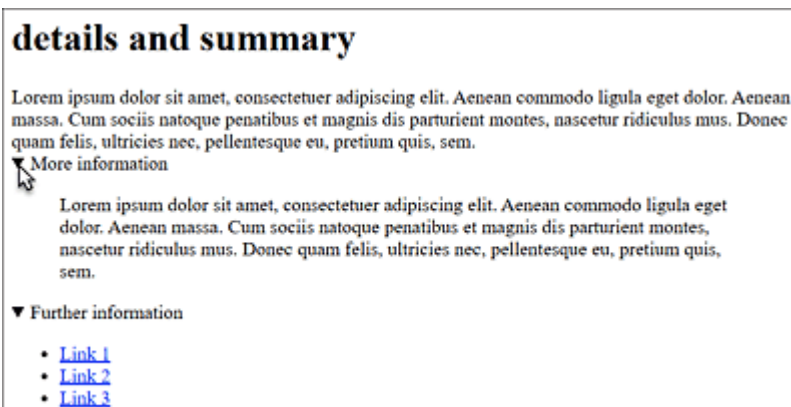 details and summary
Lorem ipsum dolor sit amet, consectetuer adipiscing elit. Aenean commodo ligula eget dolor. Aenean
massa. Cum sociis natoque penatibus et magnis dis parturient montes, nascetur ridiculus mus. Donec
quam felis, ultricies nec, pellentesque eu, pretium quis, sem.
▼ More information
Lorem ipsum dolor sit amet, consectetuer adipiscing elit. Aenean commodo ligula eget
dolor. Aenean massa. Cum sociis natoque penatibus et magnis dis parturient montes,
nascetur ridiculus mus. Donec quam felis, ultricies nec, pellentesque eu, pretium quis,
sem.
▼ Further information
• Link 1
• Link 2
• Link 3